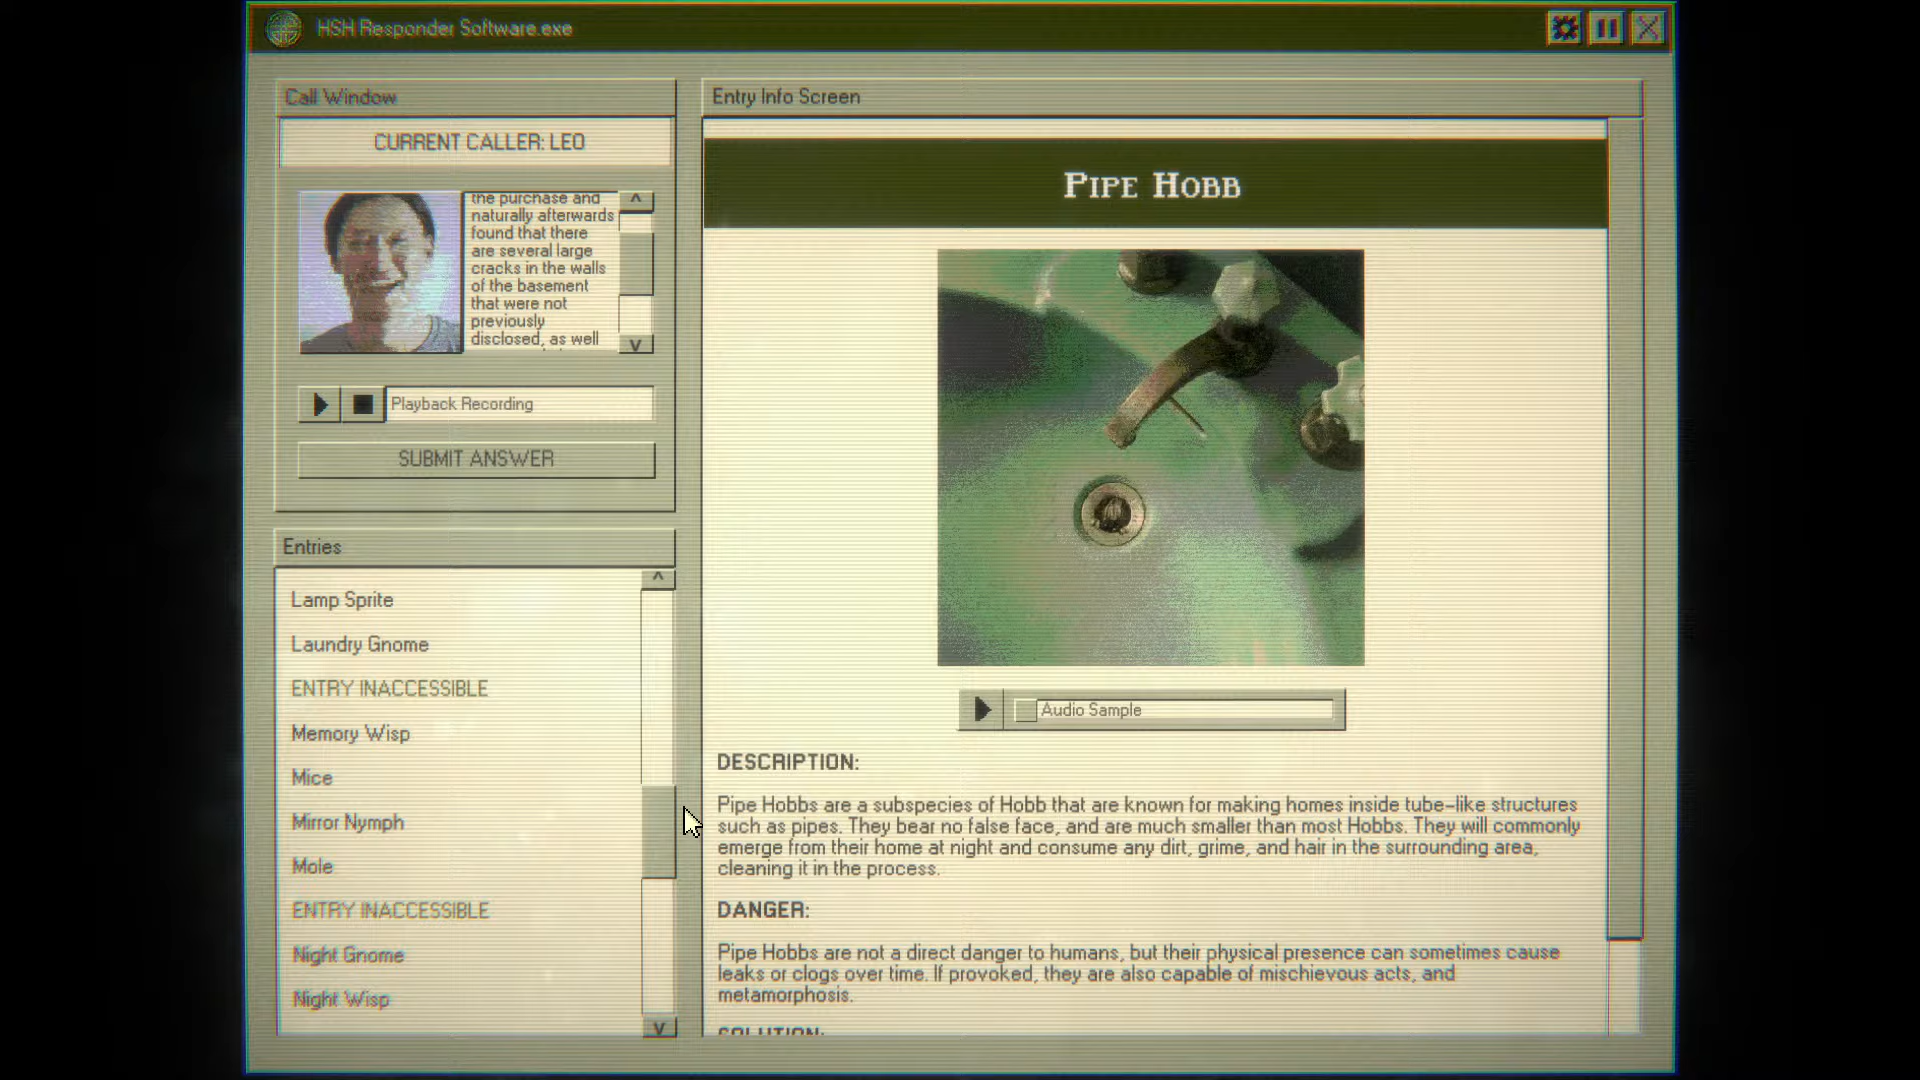 HSH Responder Software.exe
Call Window
CURRENT CALLER: LEO
the purchase and
naturally afterwards
found that there
are several large
cracks in the walls
of the basement
that were not
previously
disclosed, as well
Playback Recording
SUBMIT ANSWER
Entries
Lamp Sprite
Laundry Gnome
ENTRY INACCESSIBLE
Memory Wisp
Mice
Mirror Nymph
Mole
ENTRY INACCESSIBLE
Night Gnome
Night Wisp
Entry Info Screen
PIPE HOBB
Audio Sample
DESCRIPTION:
Pipe Hobbs are a subspecies of Hobb that are known for making homes inside tube-like structures
such as pipes. They bear no false face, and are much smaller than most Hobbs. They will commonly
emerge from their home at night and consume any dirt, grime, and hair in the surrounding area,
cleaning it in the process.
DANGER:
Pipe Hobbs are not a direct danger to humans, but their physical presence can sometimes cause
leaks or clogs over time. If provoked, they are also capable of mischievous acts, and
metamorphosis.
SOLUTION: